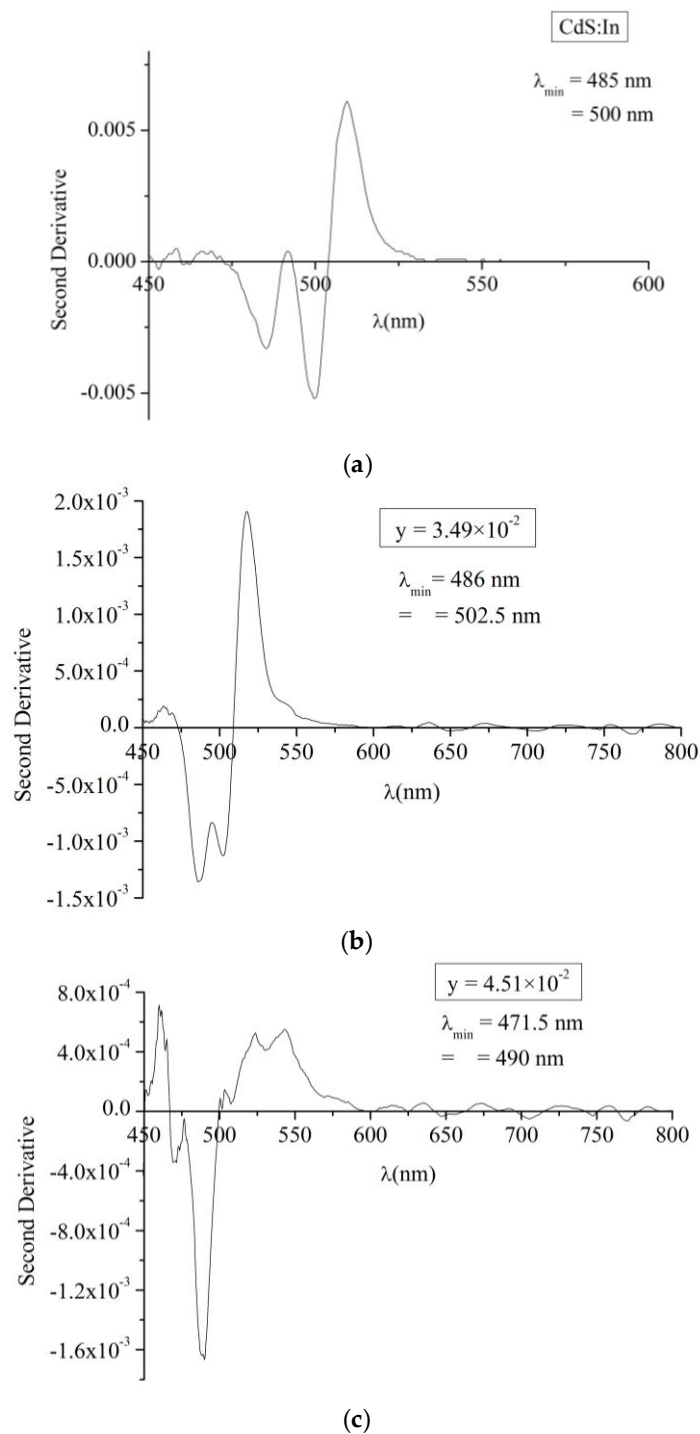 CdS:In
λmin = 485 nm
= 500 nm
0.005
0.000
-0.005
Second Derivative
450 500 550 600
λ(nm)
(a)
2.0x10-3
1.5x10-3
1.0x10-3
5.0x10-4
0.0
-5.0x10-4
-1.0x10-3
-1.5x10-3
Second Derivative
y = 3.49×10-2
λmin= 486 nm
= = 502.5 nm
450 500 550 600 650 700 750 800
λ(nm)
(b)
8.0x10-4
4.0x10-4
0.0
-4.0x10-4
-8.0x10-4
-1.2x10-3
-1.6x10-3
Second Derivative
y = 4.51×10-2
λmin = 471.5 nm
= = 490 nm
450 500 550 600 650 700 750 800
λ(nm)
(c)